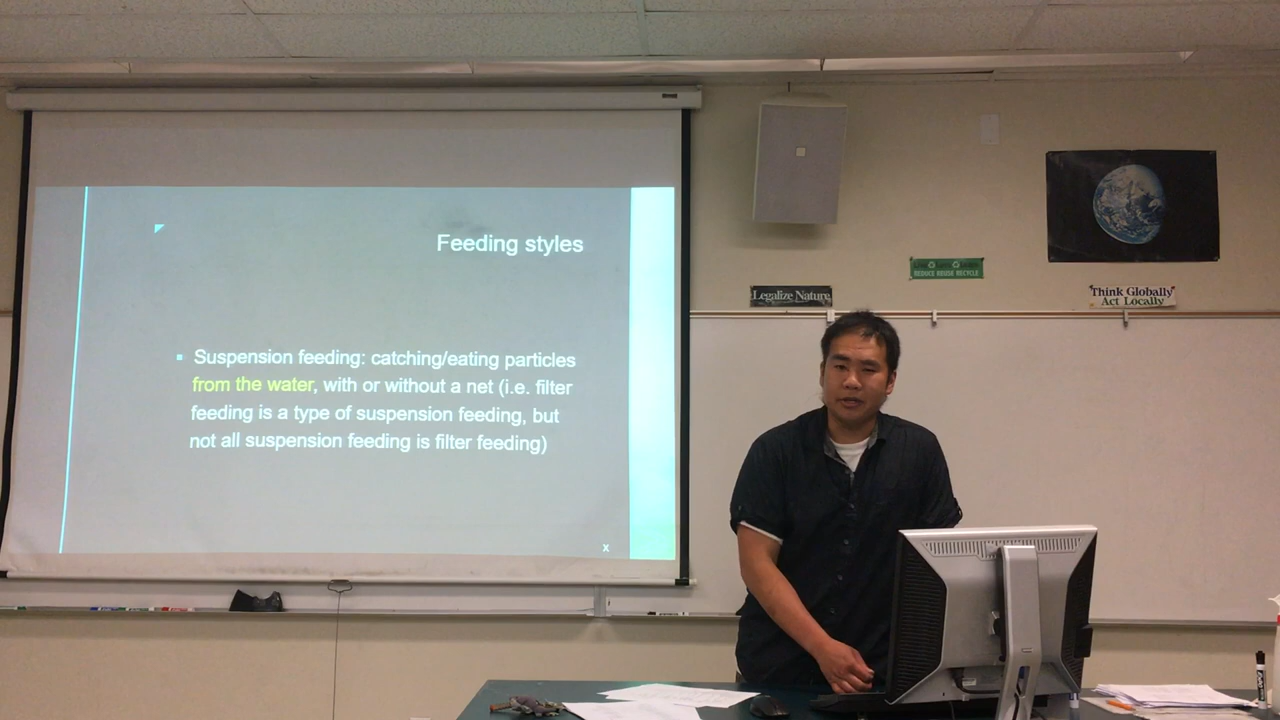 Feeding styles
Suspension feeding: catching/eating particles
from the water, with or without a net (i.e. filter
feeding is a type of suspension feeding, but
not all suspension feeding is filter feeding)
x
REDUCE REUSE RECYCLE
Legalize Nature
Think Globally
Act Locally